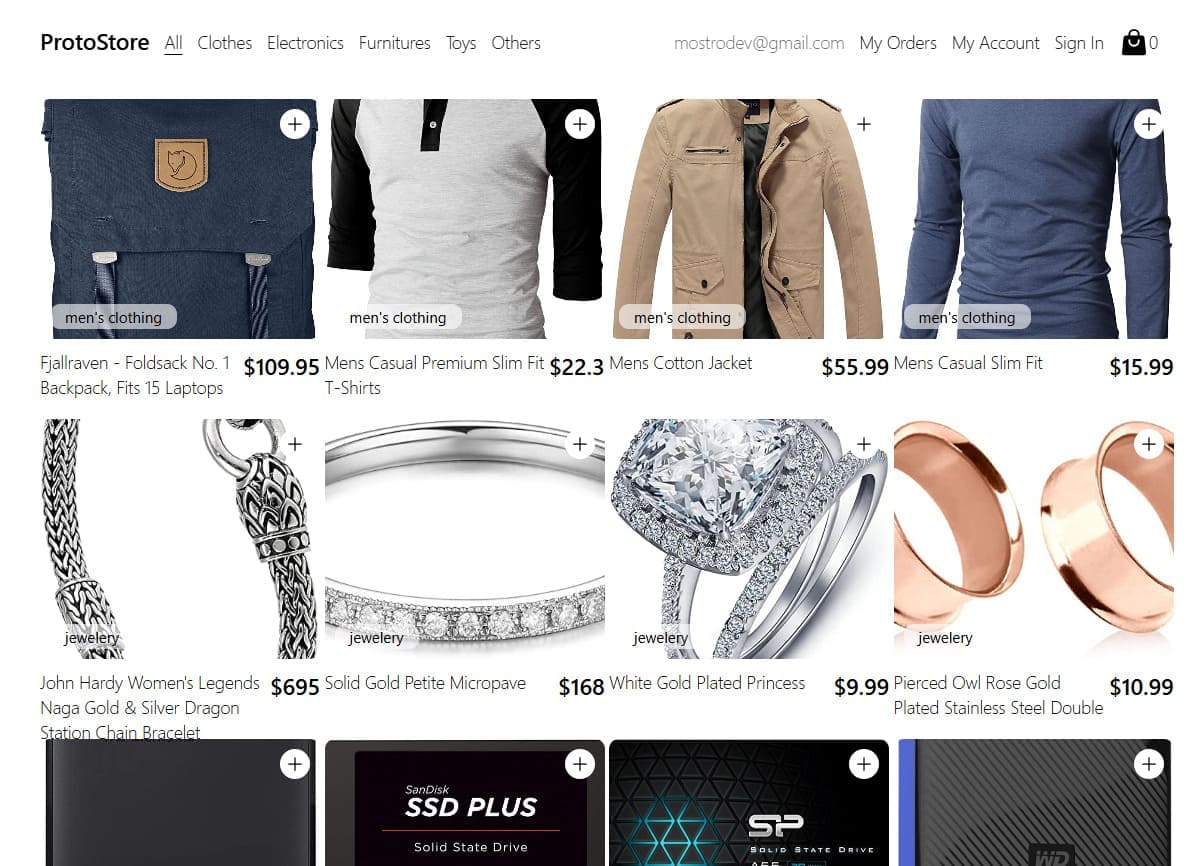 ProtoStore All Clothes Electronics Furnitures Toys Others mostrodev@gmail.com My Orders My Account Sign In 0
+ + + +
men's clothing men's clothing men's clothing men's clothing
Fjallraven - Foldsack No. 1 $109.95 Mens Casual Premium Slim Fit $22.3 Mens Cotton Jacket $55.99 Mens Casual Slim Fit $15.99
Backpack, Fits 15 Laptops T-Shirts
+ + + +
jewelery jewelery jewelery jewelery
John Hardy Women's Legends $695 Solid Gold Petite Micropave $168 White Gold Plated Princess $9.99 Pierced Owl Rose Gold $10.99
Naga Gold & Silver Dragon Plated Stainless Steel Double
Station Chain Bracelet
+ + + +
SanDisk
SSD PLUS
Solid State Drive
SP
SOLID STATE DRIVE
A55
WD